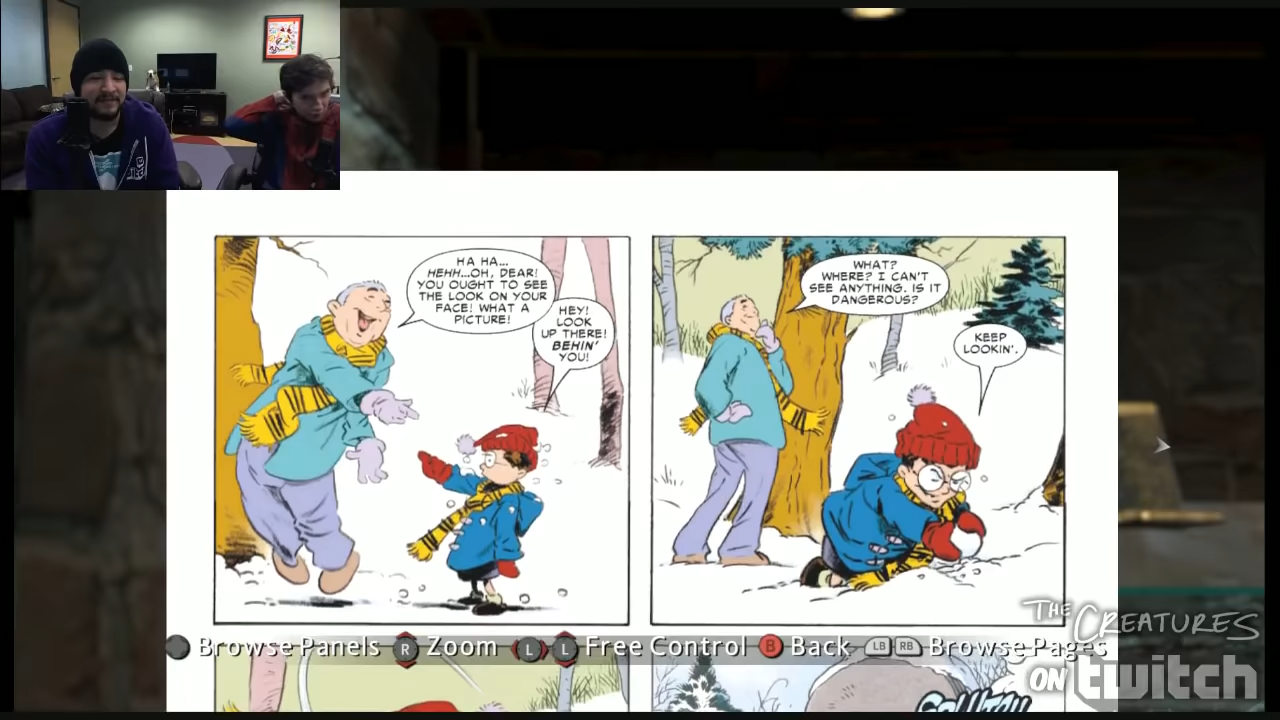 HA HA...
HEHH...OH, DEAR!
YOU OUGHT TO SEE
THE LOOK ON YOUR
FACE! WHAT A
PICTURE!
HEY!
LOOK
UP THERE!
BEHIN'
YOU!
WHAT?
WHERE? I CAN'T
SEE ANYTHING. IS IT
DANGEROUS?
KEEP
LOOKIN'.
Browse Panels R Zoom L L Free Control B Back LB RB Browse Pages
THE CREATURES
ON twitch